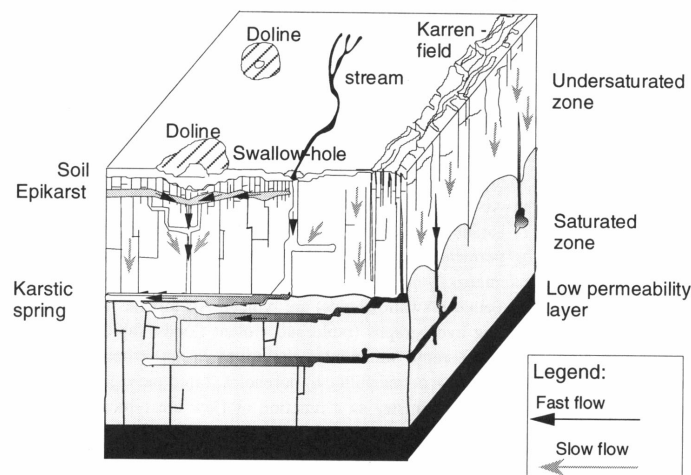 Doline
Karren -
field
stream
Undersaturated
zone
Doline
Swallow-hole
Soil
Epikarst
Saturated
zone
Karstic
spring
Low permeability
layer
Legend:
Fast flow
Slow flow